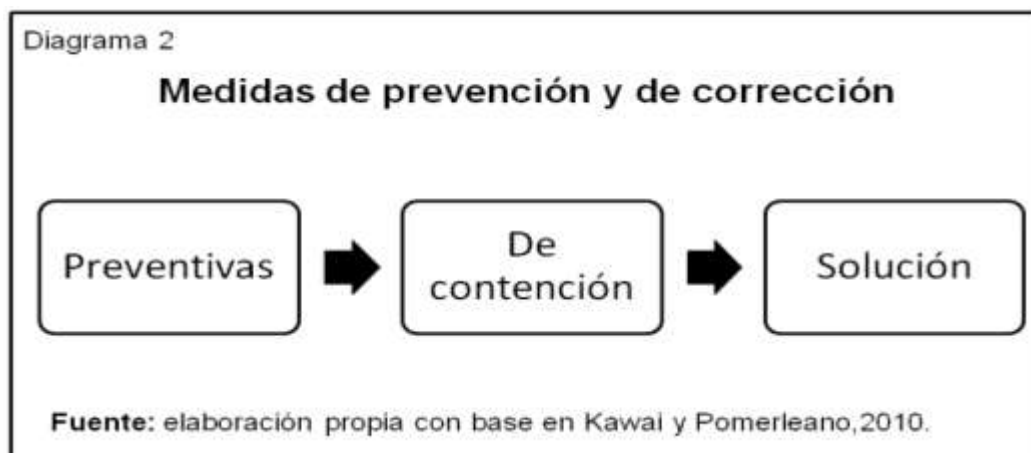 Diagrama 2
Medidas de prevención y de corrección
Preventivas
De
contención
Solución
Fuente: elaboración propia con base en Kawai y Pomerleano,2010.